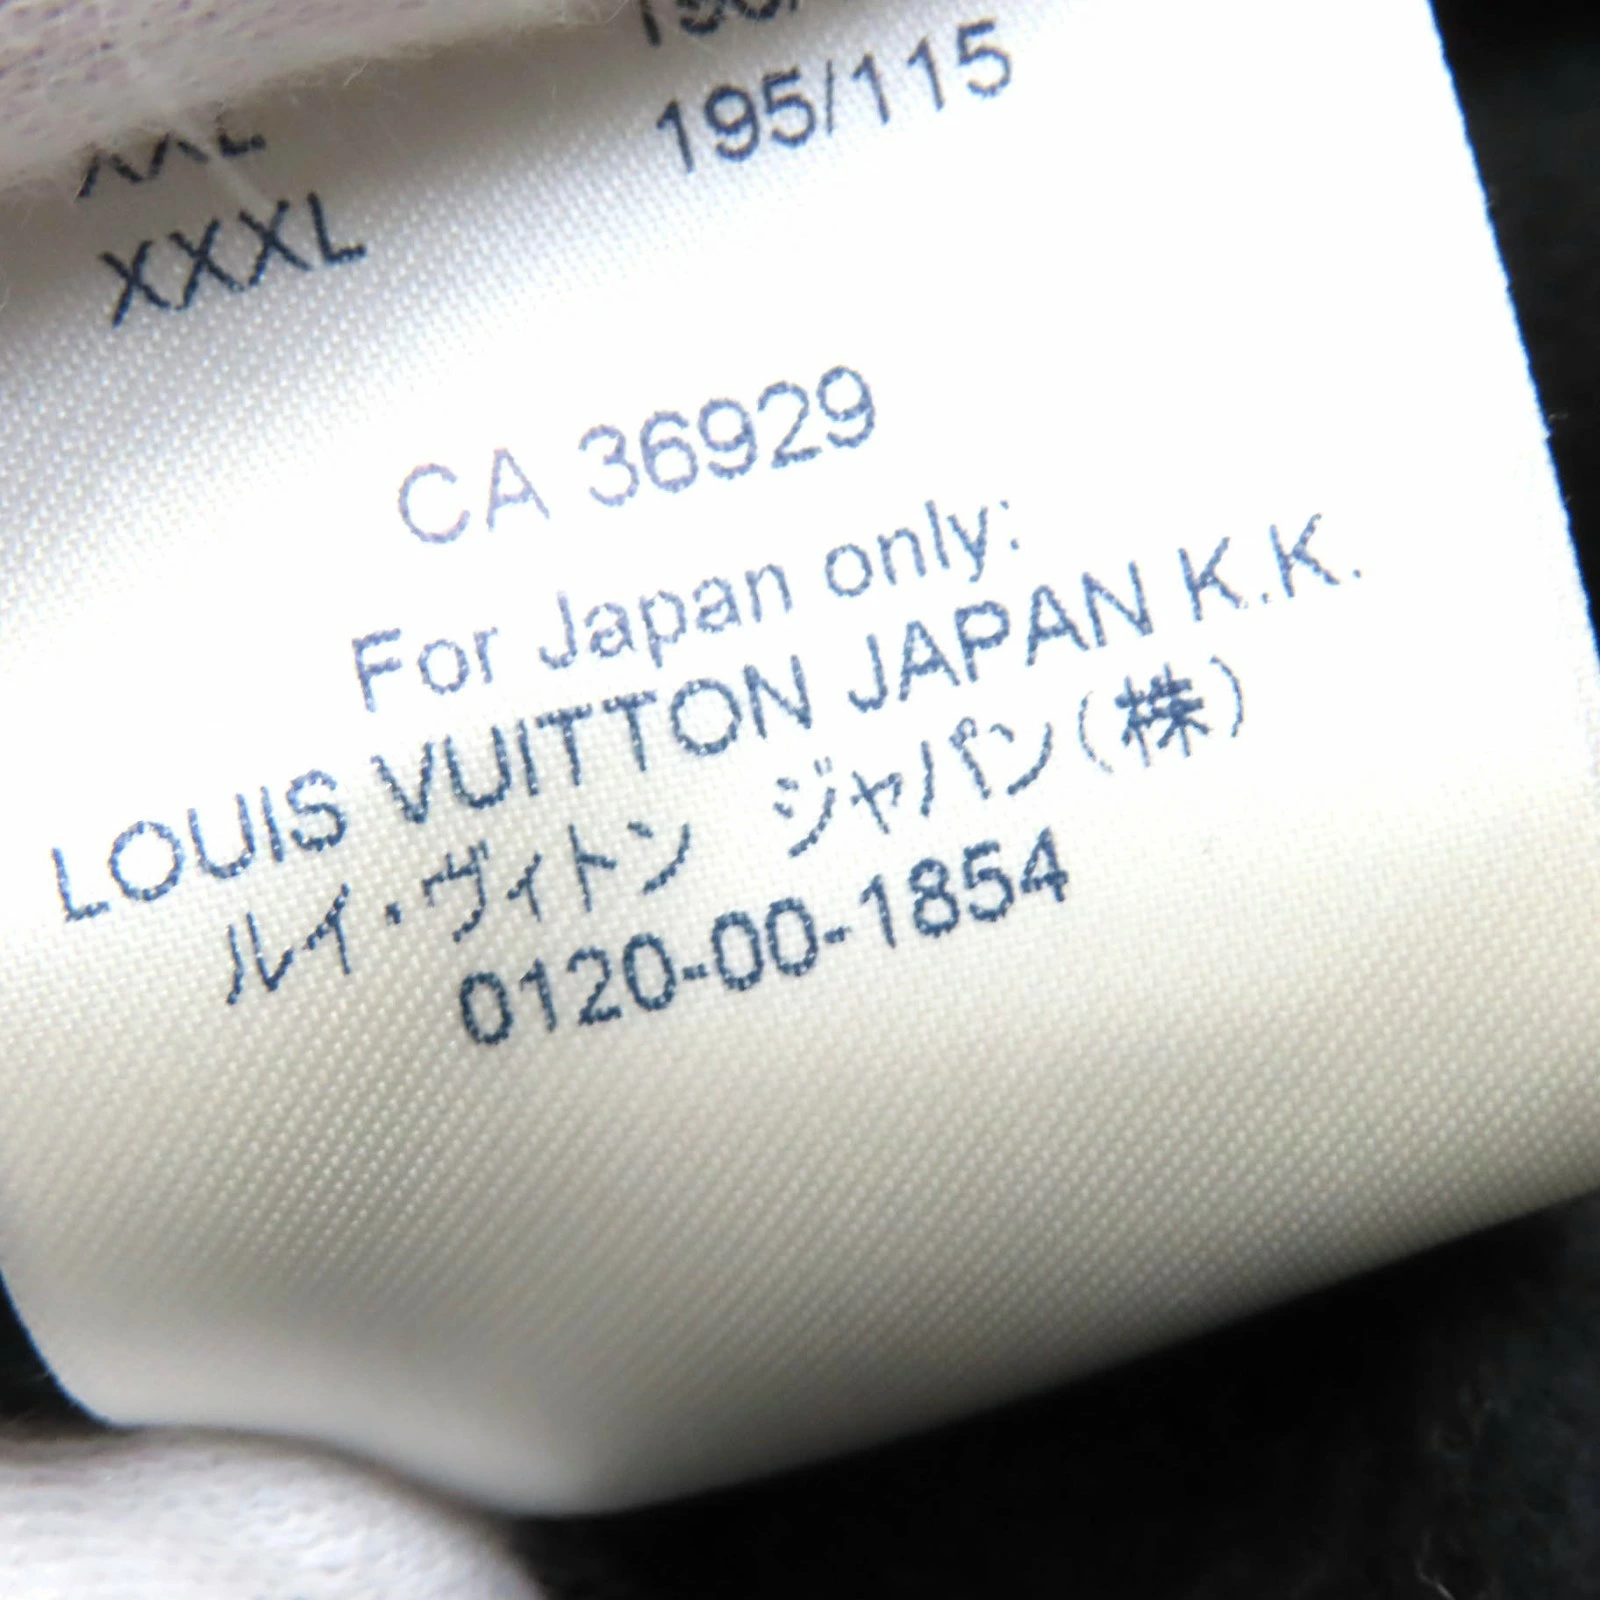 195/115
XXXL
CA 36929
For Japan only:
LOUIS VUITTON JAPAN K.K.
ルイ・ヴィトン ジャパン(株)
0120-00-1854